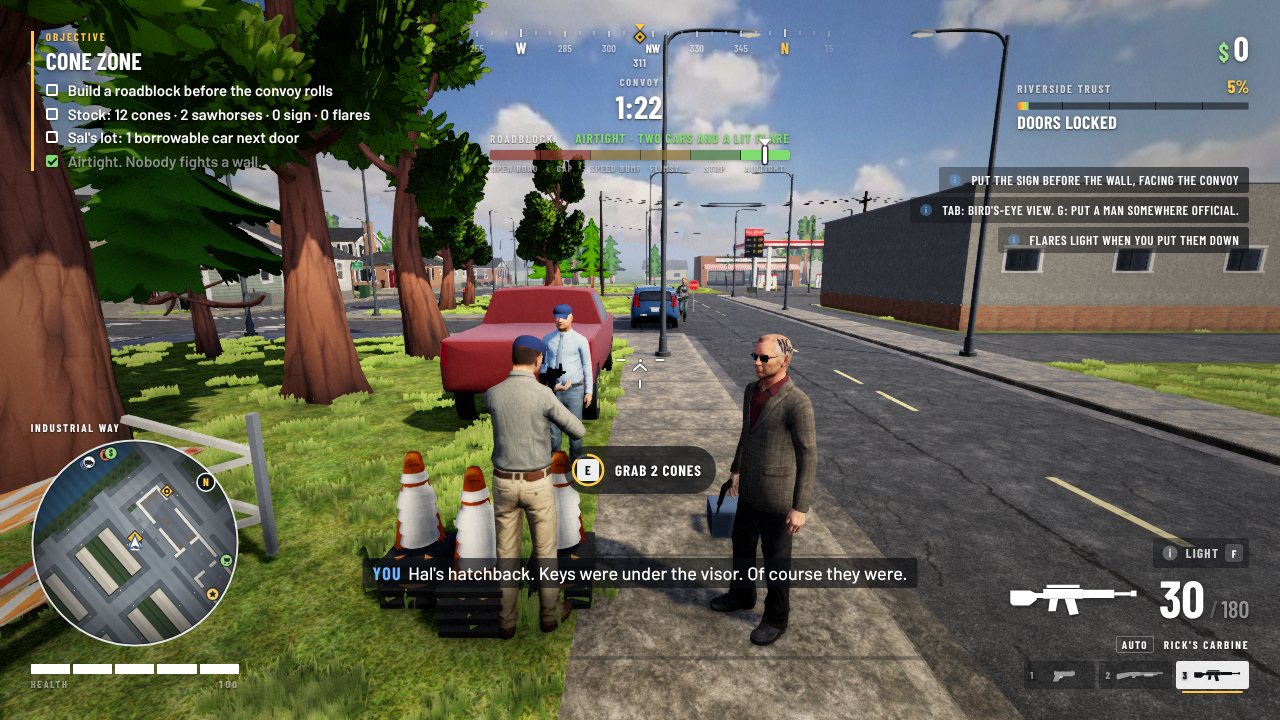 OBJECTIVE
CONE ZONE
Build a roadblock before the convoy rolls
Stock: 12 cones · 2 sawhorses · 0 sign · 0 flares
Sal's lot: 1 borrowable car next door
Airtight. Nobody fights a wall.
255 W 285 300 NW 330 345 N 15
311
CONVOY
1:22
ROADBLOCK AIRTIGHT · TWO CARS AND A LIT FLARE
OPEN ROAD GAP SPEED BUMP FLIMSY STOP AIRTIGHT
$0
RIVERSIDE TRUST 5%
DOORS LOCKED
PUT THE SIGN BEFORE THE WALL, FACING THE CONVOY
TAB: BIRD'S-EYE VIEW. G: PUT A MAN SOMEWHERE OFFICIAL.
FLARES LIGHT WHEN YOU PUT THEM DOWN
E GRAB 2 CONES
INDUSTRIAL WAY
N
$
YOU Hal's hatchback. Keys were under the visor. Of course they were.
HEALTH 100
LIGHT F
30 / 180
AUTO RICK'S CARBINE
1 2 3